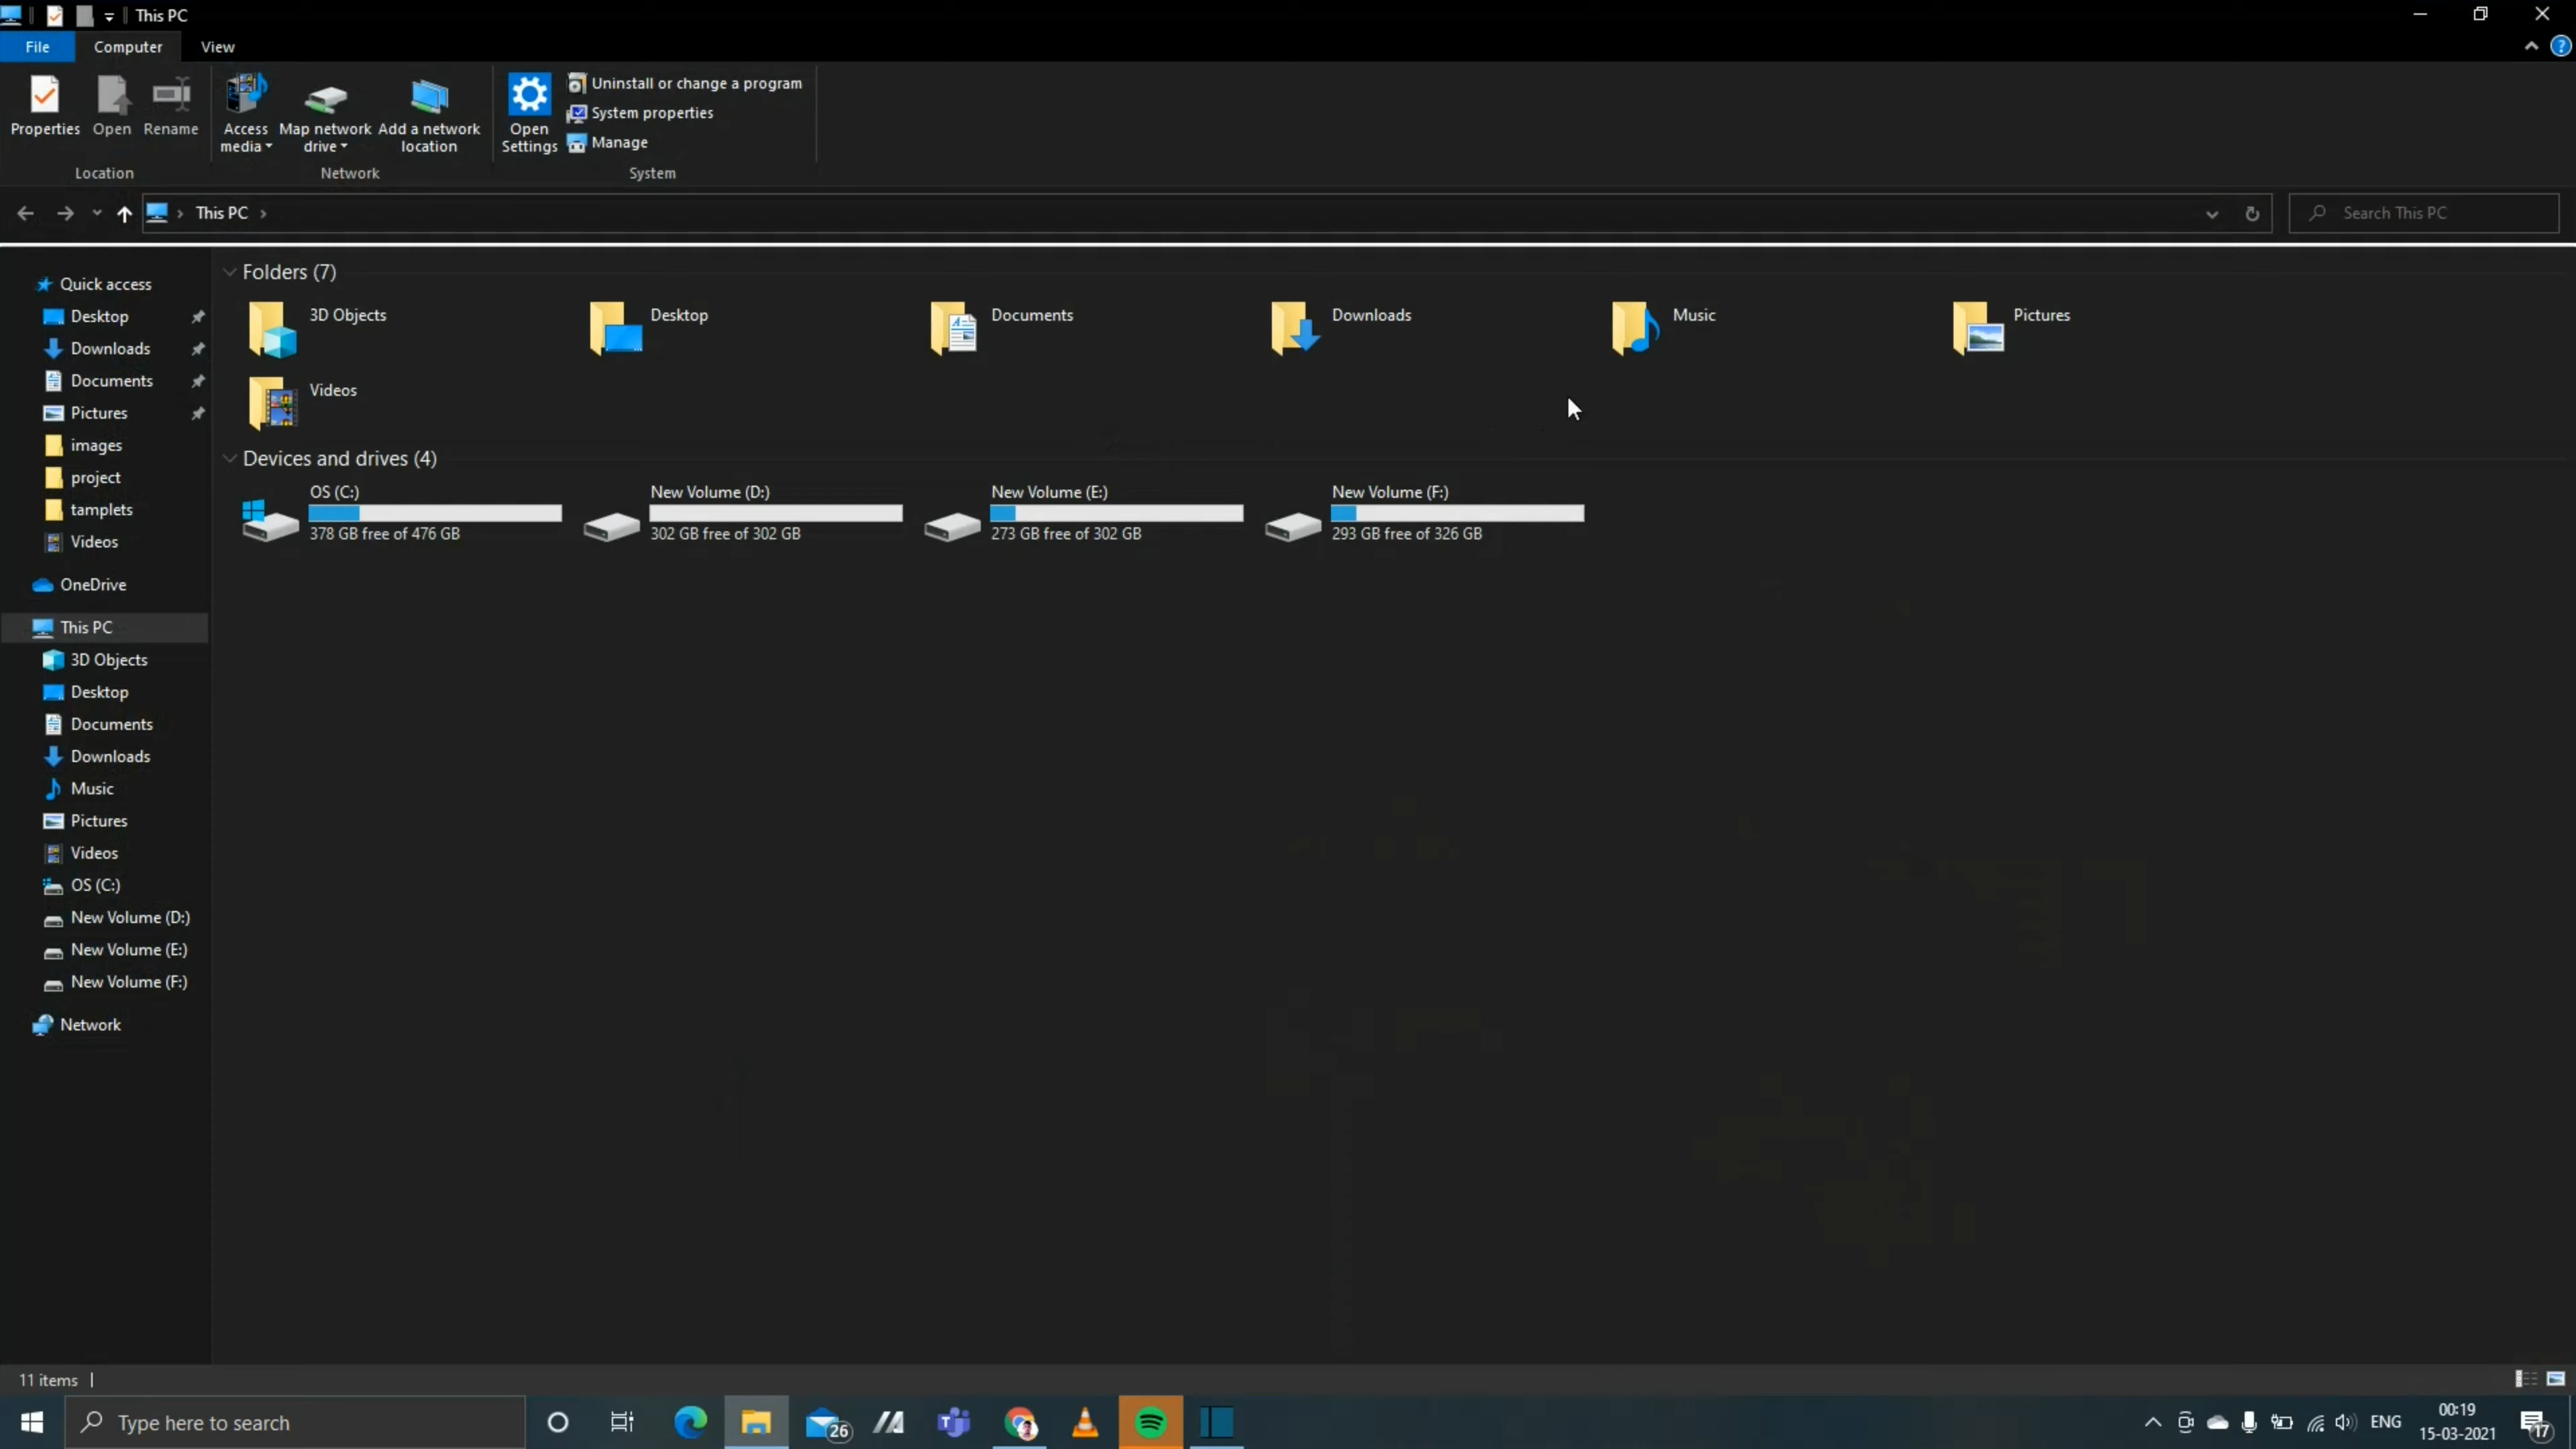 This PC
File Computer View
Properties Open Rename Access media Map network drive Add a network location Open Settings
Uninstall or change a program
System properties
Manage
Location Network System
This PC
Search This PC
Quick access
Desktop
Downloads
Documents
Pictures
images
project
tamplets
Videos
OneDrive
This PC
3D Objects
Desktop
Documents
Downloads
Music
Pictures
Videos
OS (C:)
New Volume (D:)
New Volume (E:)
New Volume (F:)
Network
Folders (7)
3D Objects Desktop Documents Downloads Music Pictures
Videos
Devices and drives (4)
OS (C:) New Volume (D:) New Volume (E:) New Volume (F:)
378 GB free of 476 GB 302 GB free of 302 GB 273 GB free of 302 GB 293 GB free of 326 GB
11 items
Type here to search
26
ENG
00:19
15-03-2021
17